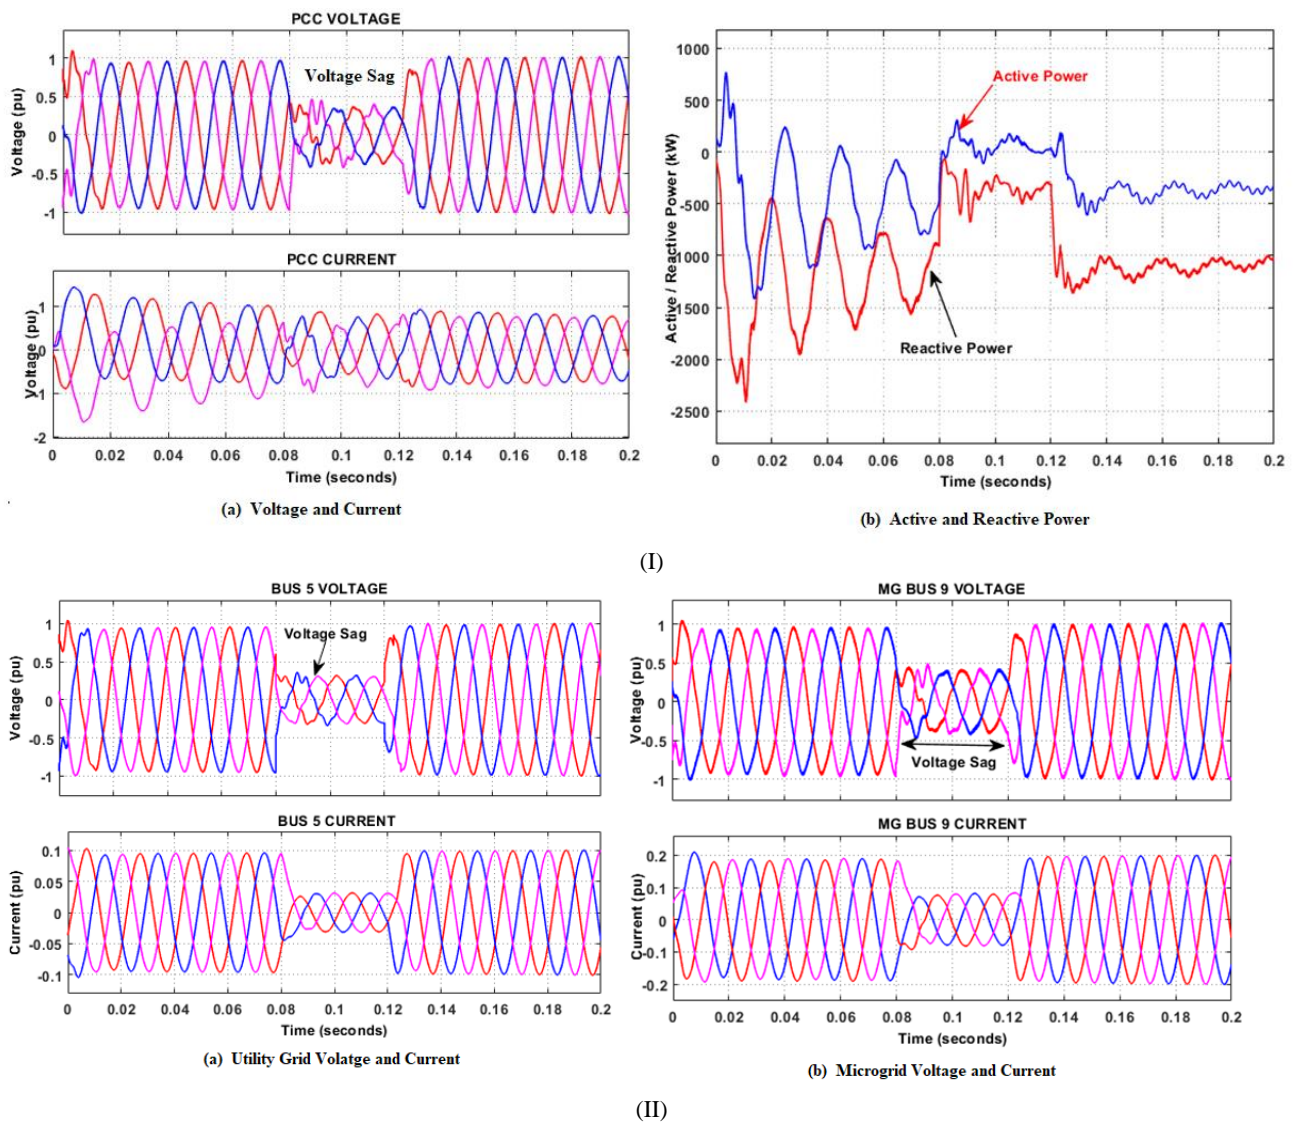 PCC VOLTAGE
Voltage (pu)
1
0.5
0
-0.5
-1
Voltage Sag
PCC CURRENT
Voltage (pu)
1
0
-1
-2
0 0.02 0.04 0.06 0.08 0.1 0.12 0.14 0.16 0.18 0.2
Time (seconds)
(a) Voltage and Current
Active / Reactive Power (kW)
1000
500
0
-500
-1000
-1500
-2000
-2500
Active Power
Reactive Power
0 0.02 0.04 0.06 0.08 0.1 0.12 0.14 0.16 0.18 0.2
Time (seconds)
(b) Active and Reactive Power
(I)
BUS 5 VOLTAGE
Voltage (pu)
1
0.5
0
-0.5
-1
Voltage Sag
BUS 5 CURRENT
Current (pu)
0.1
0.05
0
-0.05
-0.1
0 0.02 0.04 0.06 0.08 0.1 0.12 0.14 0.16 0.18 0.2
Time (seconds)
(a) Utility Grid Volatge and Current
MG BUS 9 VOLTAGE
Voltage (pu)
1
0.5
0
-0.5
-1
Voltage Sag
MG BUS 9 CURRENT
Current (pu)
0.2
0.1
0
-0.1
-0.2
0 0.02 0.04 0.06 0.08 0.1 0.12 0.14 0.16 0.18 0.2
Time (seconds)
(b) Microgrid Voltage and Current
(II)